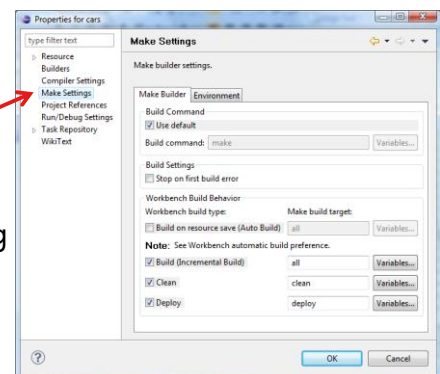 Properties for cars
type filter text
Resource
Builders
Compiler Settings
Make Settings
Project References
Run/Debug Settings
Task Repository
WikiText
Make Settings
Make builder settings.
Make Builder Environment
Build Command
Use default
Build command: make Variables...
Build Settings
Stop on first build error
Workbench Build Behavior
Workbench build type: Make build target:
Build on resource save (Auto Build) all Variables...
Note: See Workbench automatic build preference.
Build (Incremental Build) all Variables...
Clean clean Variables...
Deploy deploy Variables...
OK Cancel
g